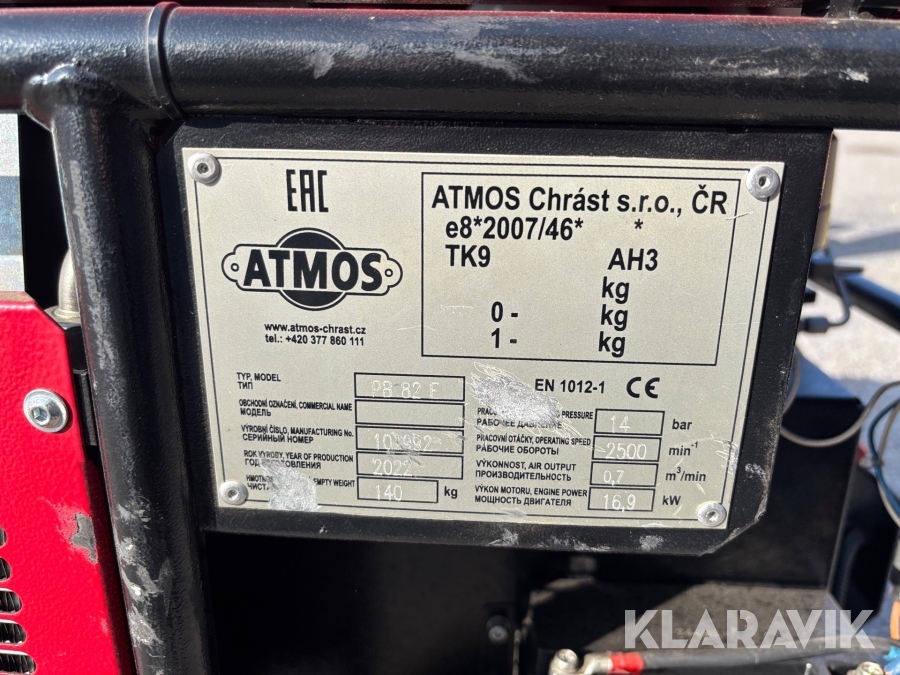 EAC
ATMOS
www.atmos-chrast.cz
tel.: +420 377 860 111
ATMOS Chrást s.r.o., ČR
e8*2007/46* *
TK9 AH3
kg
0- kg
1- kg
EN 1012-1 CE
TYP, MODEL
ТИП
PB 82 E
OBCHODNÍ OZNAČENÍ, COMMERCIAL NAME
МОДЕЛЬ
VÝROBNÍ ČÍSLO, MANUFACTURING No.
СЕРИЙНЫЙ НОМЕР
ROK VÝROBY, YEAR OF PRODUCTION
2022
EMPTY WEIGHT
140 kg
PRESSURE
РАБОЧЕЕ ДАВЛЕНИЕ
14 bar
PRACOVNÍ OTÁČKY, OPERATING SPEED
РАБОЧИЕ ОБОРОТЫ
2500 min-1
VÝKONNOST, AIR OUTPUT
ПРОИЗВОДИТЕЛЬНОСТЬ
0,7 m³/min
VÝKON MOTORU, ENGINE POWER
МОЩНОСТЬ ДВИГАТЕЛЯ
16,9 kW
KLARAVIK